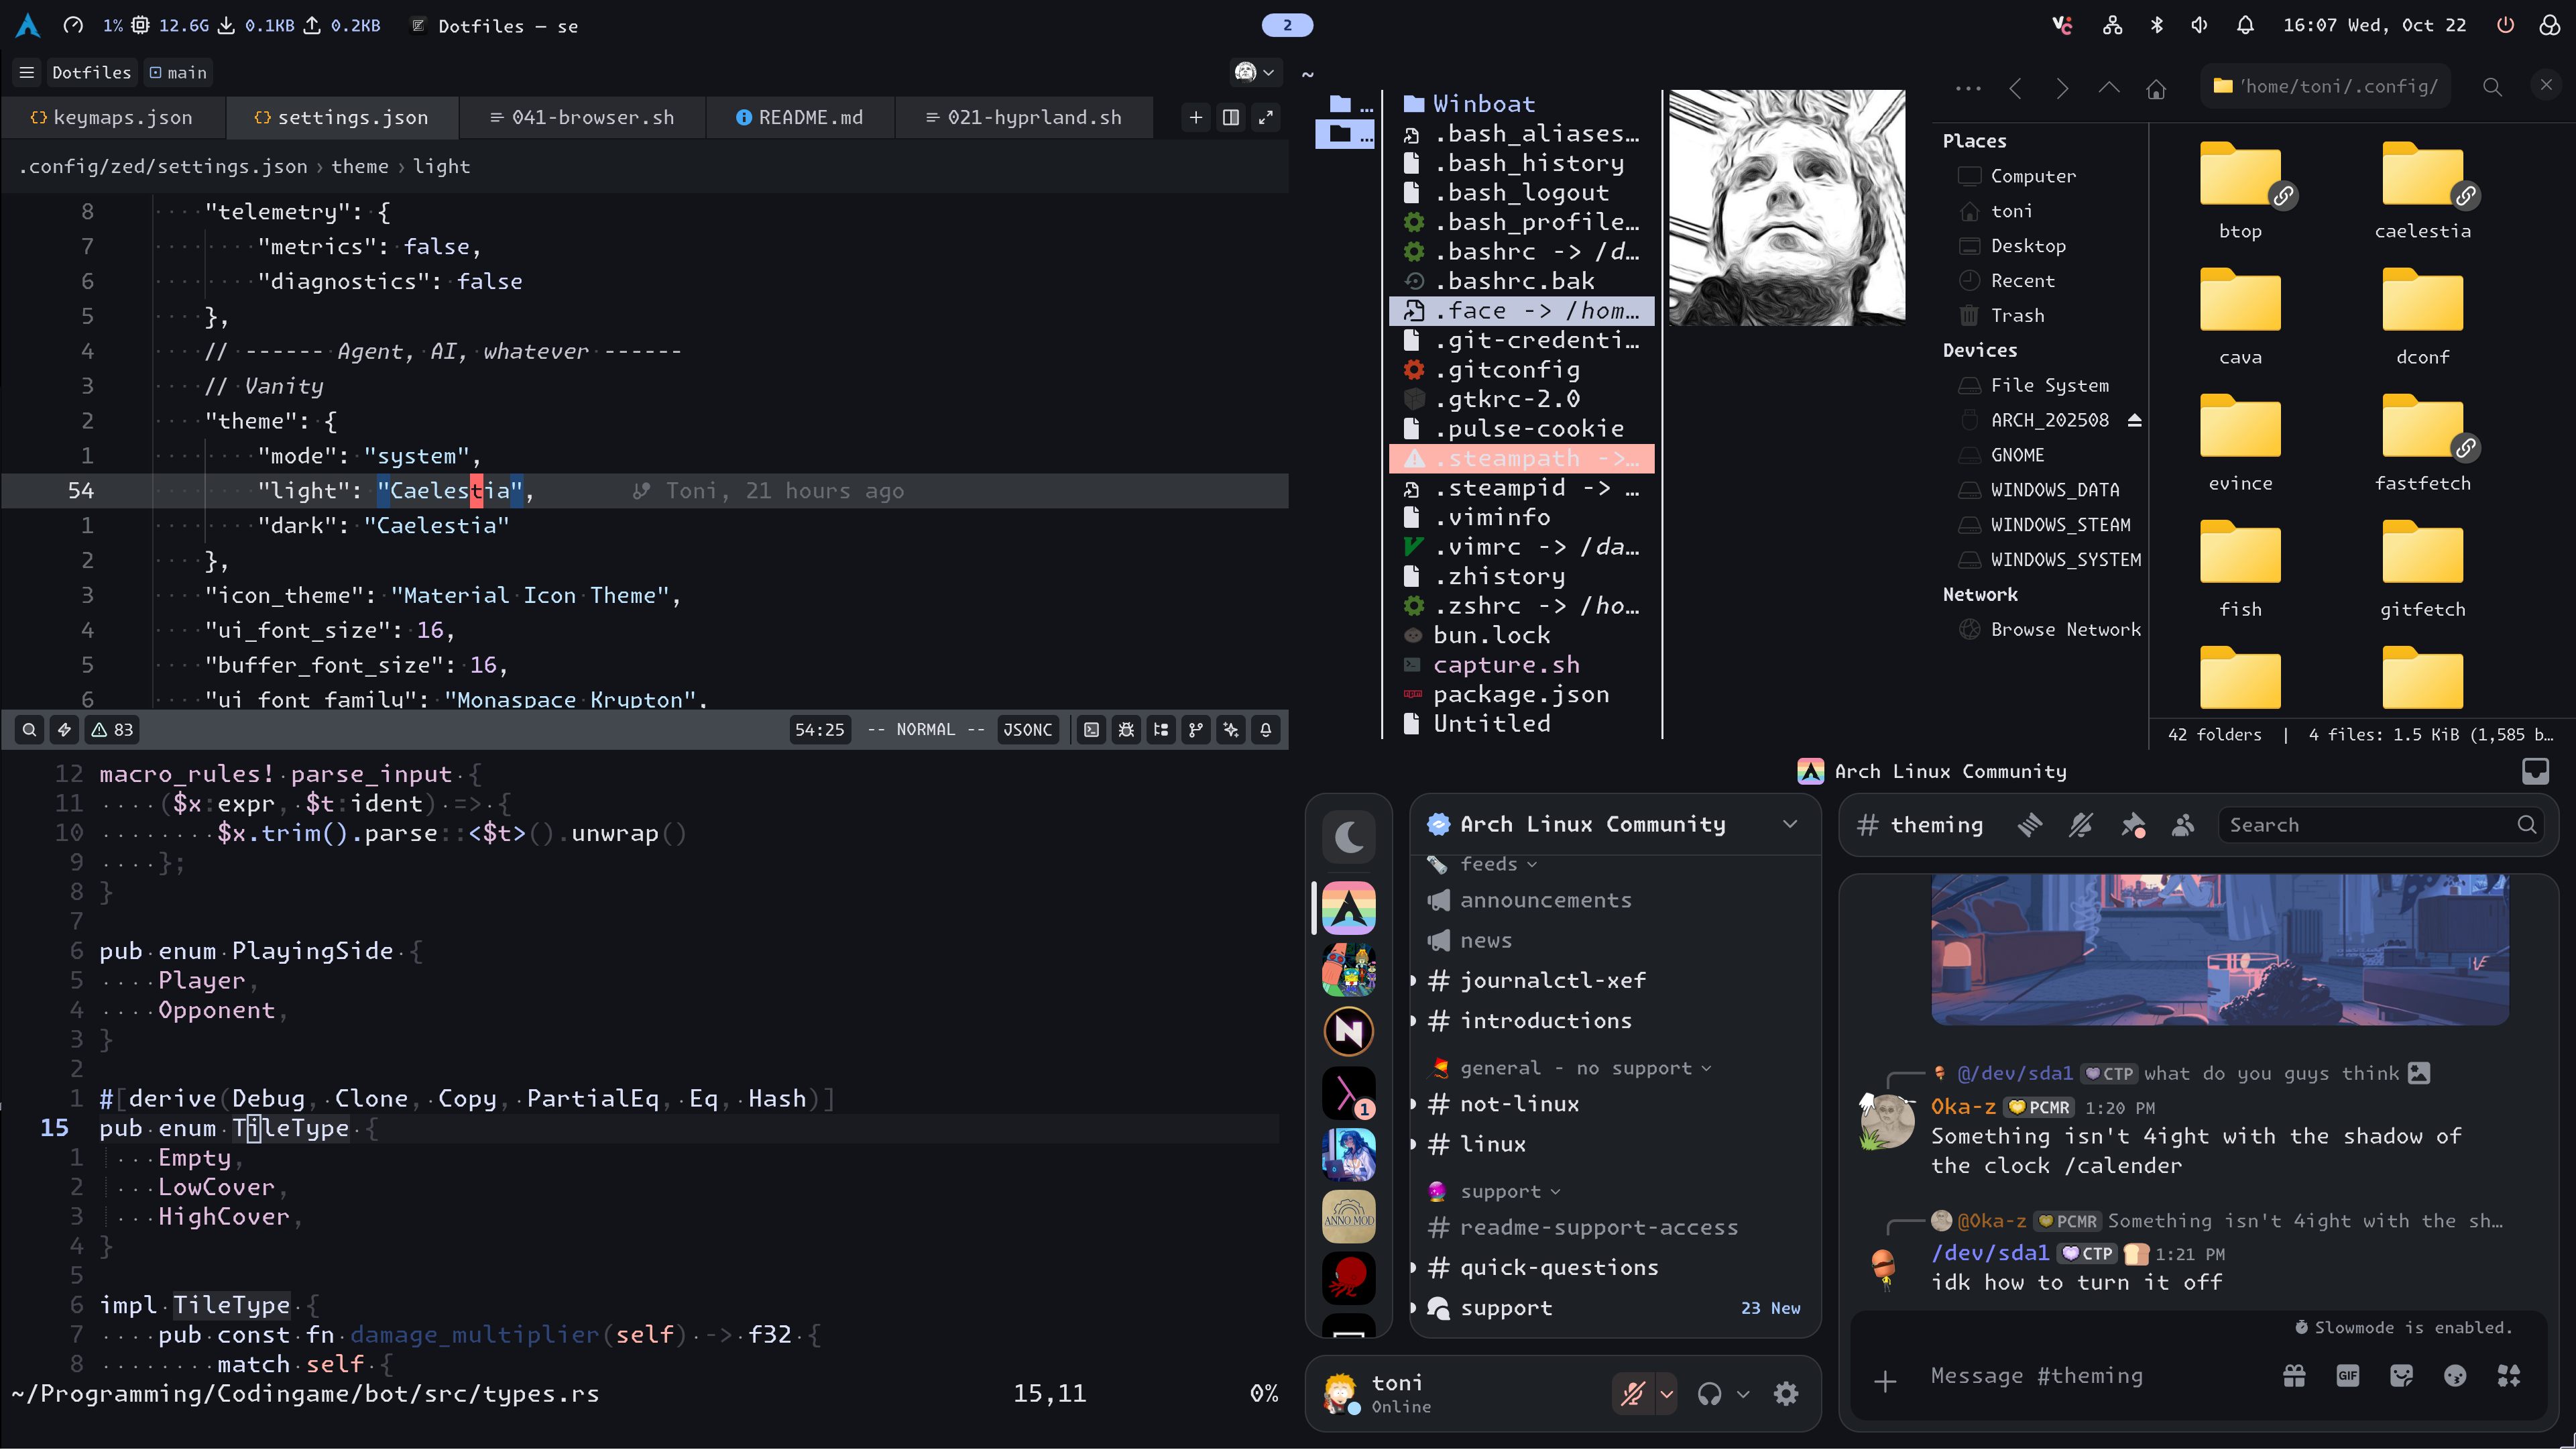 1% 12.6G 0.1KB 0.2KB Dotfiles — se
2
16:07 Wed, Oct 22
Dotfiles main
keymaps.json settings.json 041-browser.sh README.md 021-hyprland.sh
.config/zed/settings.json › theme › light
8 "telemetry": {
7 "metrics": false,
6 "diagnostics": false
5 },
4 // ------ Agent, AI, whatever ------
3 // Vanity
2 "theme": {
1 "mode": "system",
54 "light": "Caelestia", Toni, 21 hours ago
1 "dark": "Caelestia"
2 },
3 "icon_theme": "Material Icon Theme",
4 "ui_font_size": 16,
5 "buffer_font_size": 16,
6 "ui_font_family": "Monaspace Krypton",
83 54:25 -- NORMAL -- JSONC
12 macro_rules! parse_input {
11 ($x:expr, $t:ident) => {
10 $x.trim().parse::<$t>().unwrap()
9 };
8 }
7
6 pub enum PlayingSide {
5 Player,
4 Opponent,
3 }
2
1 #[derive(Debug, Clone, Copy, PartialEq, Eq, Hash)]
15 pub enum TileType {
1 Empty,
2 LowCover,
3 HighCover,
4 }
5
6 impl TileType {
7 pub const fn damage_multiplier(self) -> f32 {
8 match self {
~/Programming/Codingame/bot/src/types.rs 15,11 0%
~
…
…
Winboat
.bash_aliases…
.bash_history
.bash_logout
.bash_profile…
.bashrc -> /d…
.bashrc.bak
.face -> /hom…
.git-credenti…
.gitconfig
.gtkrc-2.0
.pulse-cookie
.steampath ->…
.steampid -> …
.viminfo
.vimrc -> /da…
.zhistory
.zshrc -> /ho…
bun.lock
capture.sh
package.json
Untitled
/home/toni/.config/
Places
Computer
toni
Desktop
Recent
Trash
Devices
File System
ARCH_202508
GNOME
WINDOWS_DATA
WINDOWS_STEAM
WINDOWS_SYSTEM
Network
Browse Network
btop caelestia
cava dconf
evince fastfetch
fish gitfetch
42 folders | 4 files: 1.5 KiB (1,585 b…
Arch Linux Community
Arch Linux Community
feeds
announcements
news
# journalctl-xef
# introductions
general - no support
# not-linux
# linux
support
# readme-support-access
# quick-questions
support 23 New
N
1
ANNO MOD
toni
Online
# theming Search
@/dev/sda1 CTP what do you guys think
Oka-z PCMR 1:20 PM
Something isn't 4ight with the shadow of
the clock /calender
@Oka-z PCMR Something isn't 4ight with the sh…
/dev/sda1 CTP 1:21 PM
idk how to turn it off
Slowmode is enabled.
Message #theming GIF